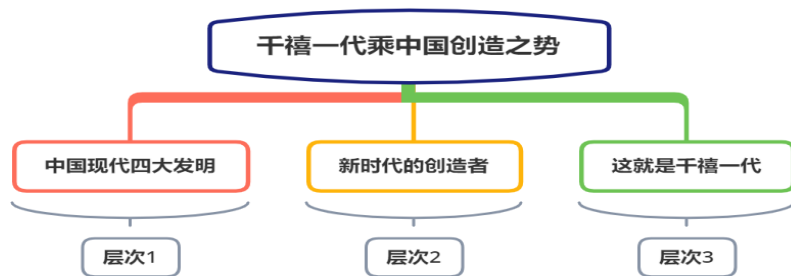 千禧一代乘中国创造之势
中国现代四大发明
新时代的创造者
这就是千禧一代
层次1
层次2
层次3